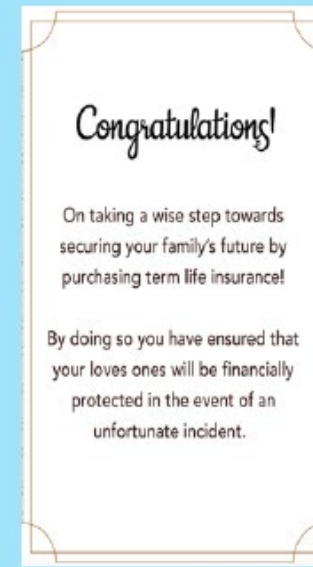 Congratulations!
On taking a wise step towards
securing your family's future by
purchasing term life insurance!
By doing so you have ensured that
your loves ones will be financially
protected in the event of an
unfortunate incident.